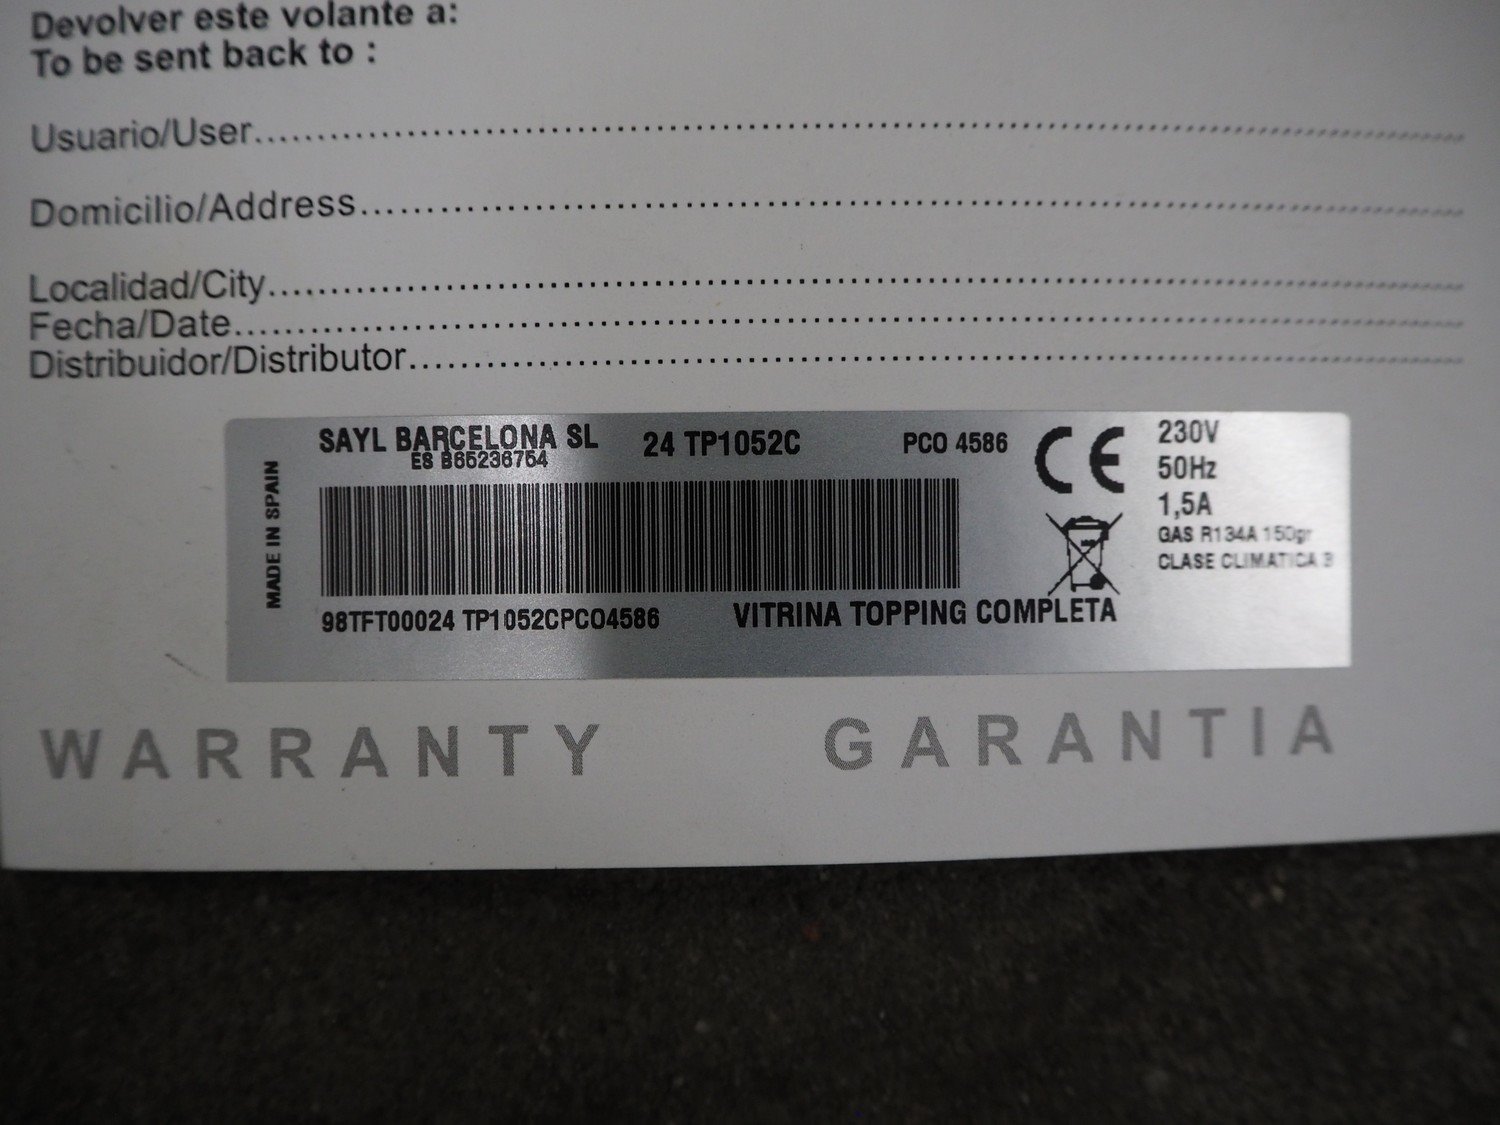 Devolver este volante a:
To be sent back to :
Usuario/User
Domicilio/Address
Localidad/City
Fecha/Date
Distribuidor/Distributor
MADE IN SPAIN
SAYL BARCELONA SL 24 TP1052C PCO 4586
ES B65236754
CE
230V
50Hz
1,5A
GAS R134A 150gr
CLASE CLIMATICA 3
98TFT00024 TP1052CPCO4586 VITRINA TOPPING COMPLETA
WARRANTY GARANTIA